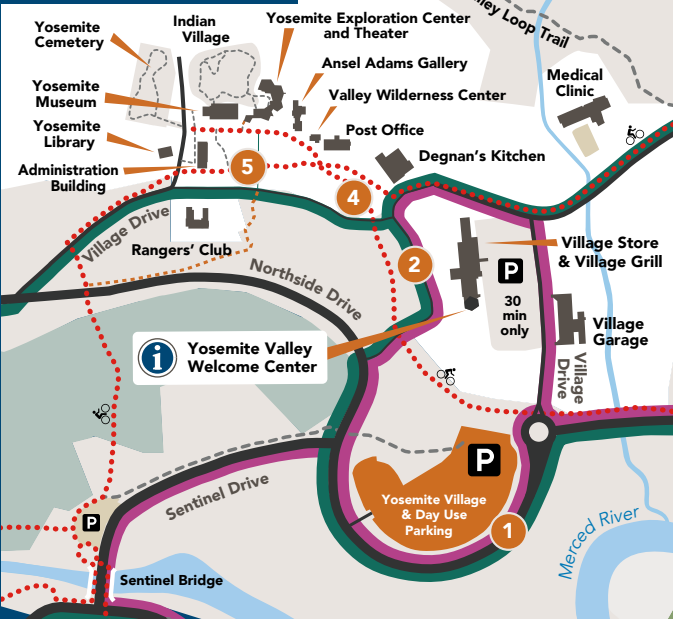 Yosemite
Cemetery
Indian
Village
Yosemite Exploration Center
and Theater
lley Loop Trail
Ansel Adams Gallery
Medical
Clinic
Yosemite
Museum
Valley Wilderness Center
Yosemite
Library
Post Office
Degnan's Kitchen
Administration
Building
5
4
Village Drive
Rangers' Club
2
Village Store
& Village Grill
P
30
min
only
Northside Drive
Village
Garage
Village
Drive
i
Yosemite Valley
Welcome Center
P
Sentinel Drive
Yosemite Village
& Day Use
Parking
P
1
Merced River
Sentinel Bridge